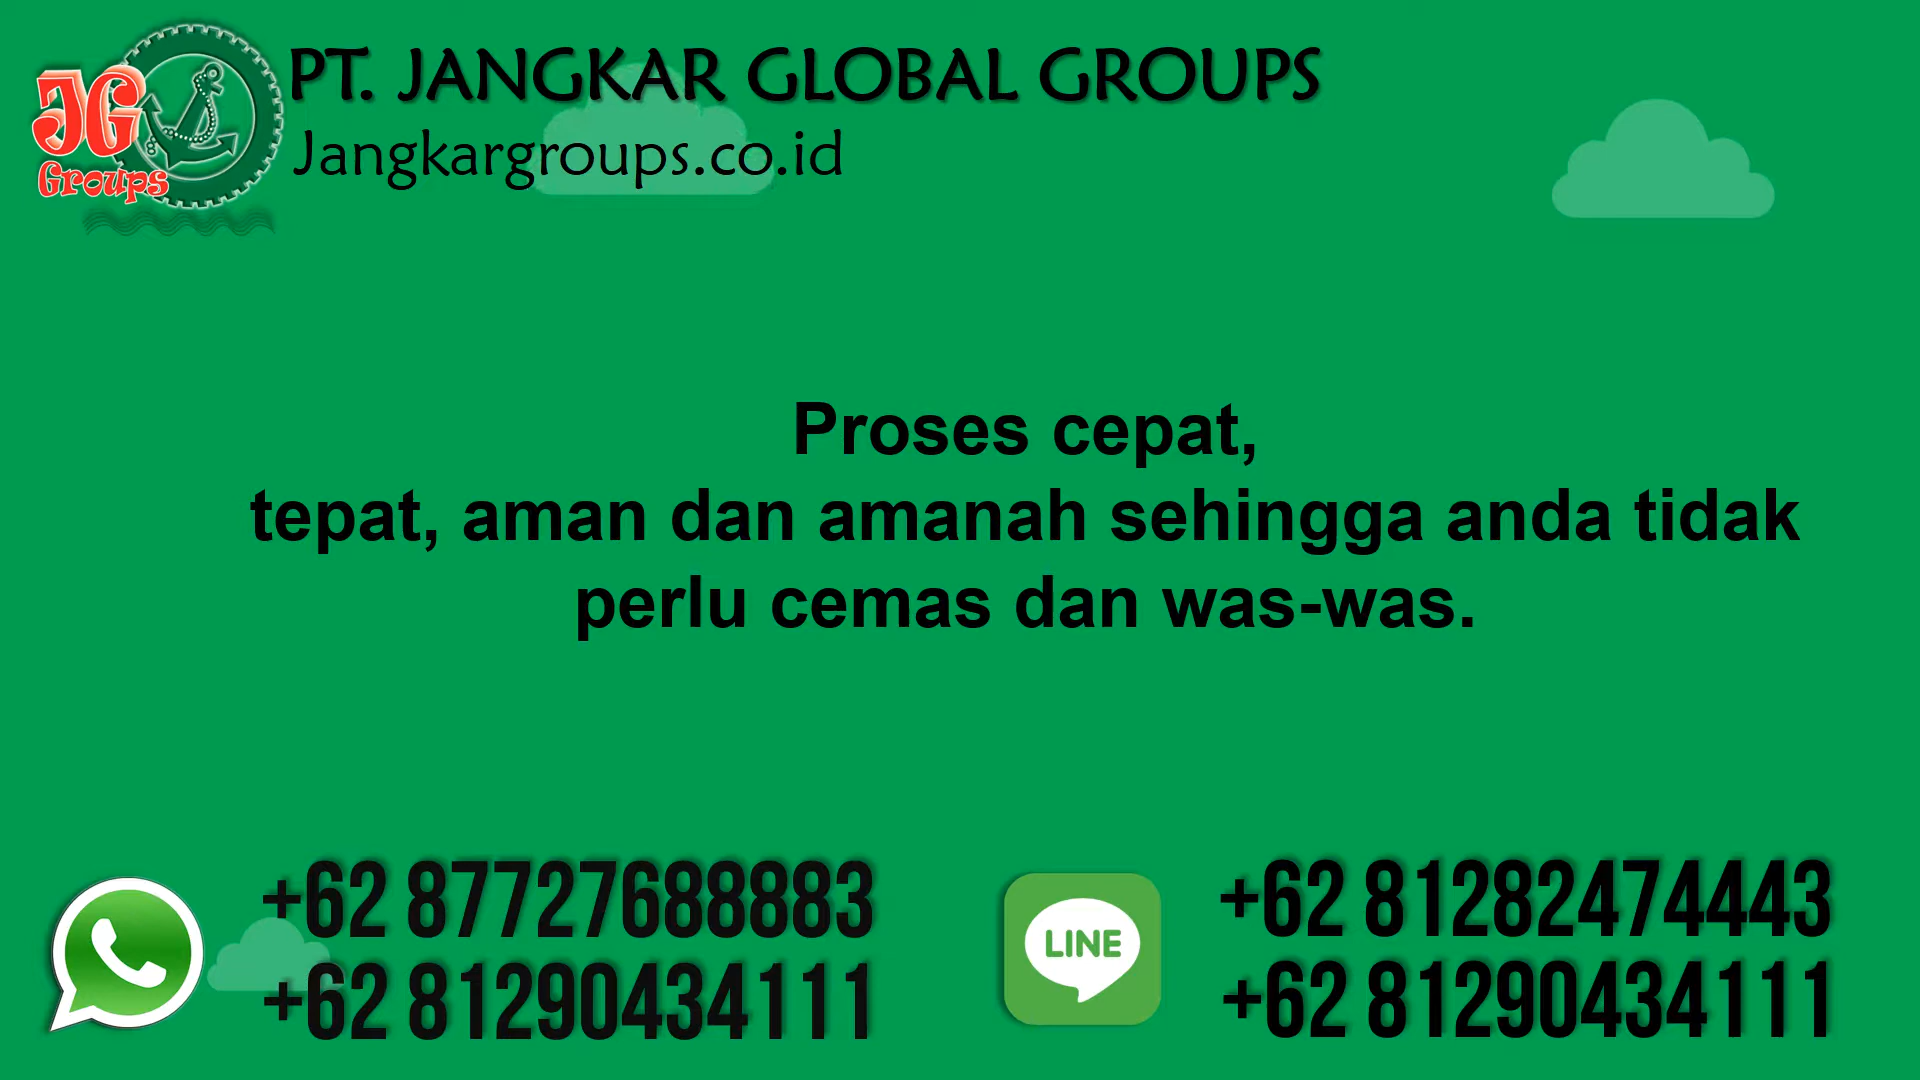 JG
Groups
PT. JANGKAR GLOBAL GROUPS
Jangkargroups.co.id
Proses cepat,
tepat, aman dan amanah sehingga anda tidak
perlu cemas dan was-was.
+62 87727688883
+62 81290434111
LINE
+62 81282474443
+62 81290434111